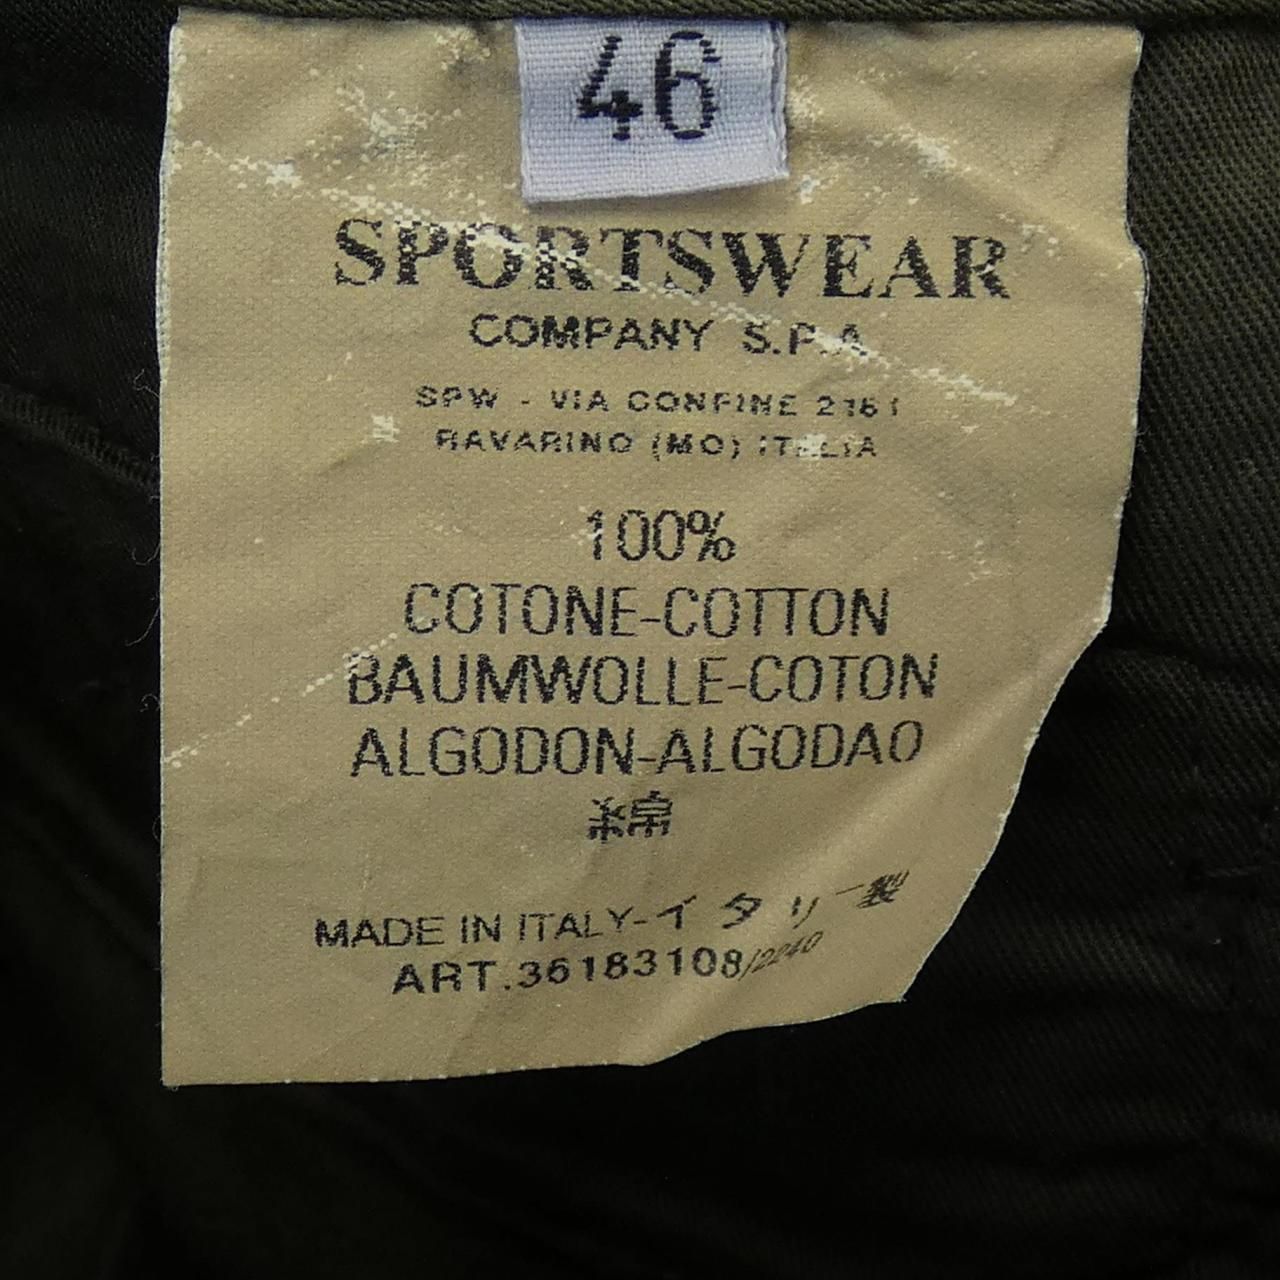 46
SPORTSWEAR
COMPANY S.P.A
SPW - VIA CONFINE 2161
RAVARINO (MO) ITALIA
100%
COTONE-COTTON
BAUMWOLLE-COTON
ALGODON-ALGODAO
綿
MADE IN ITALY-イタリー製
ART.36183108/2240